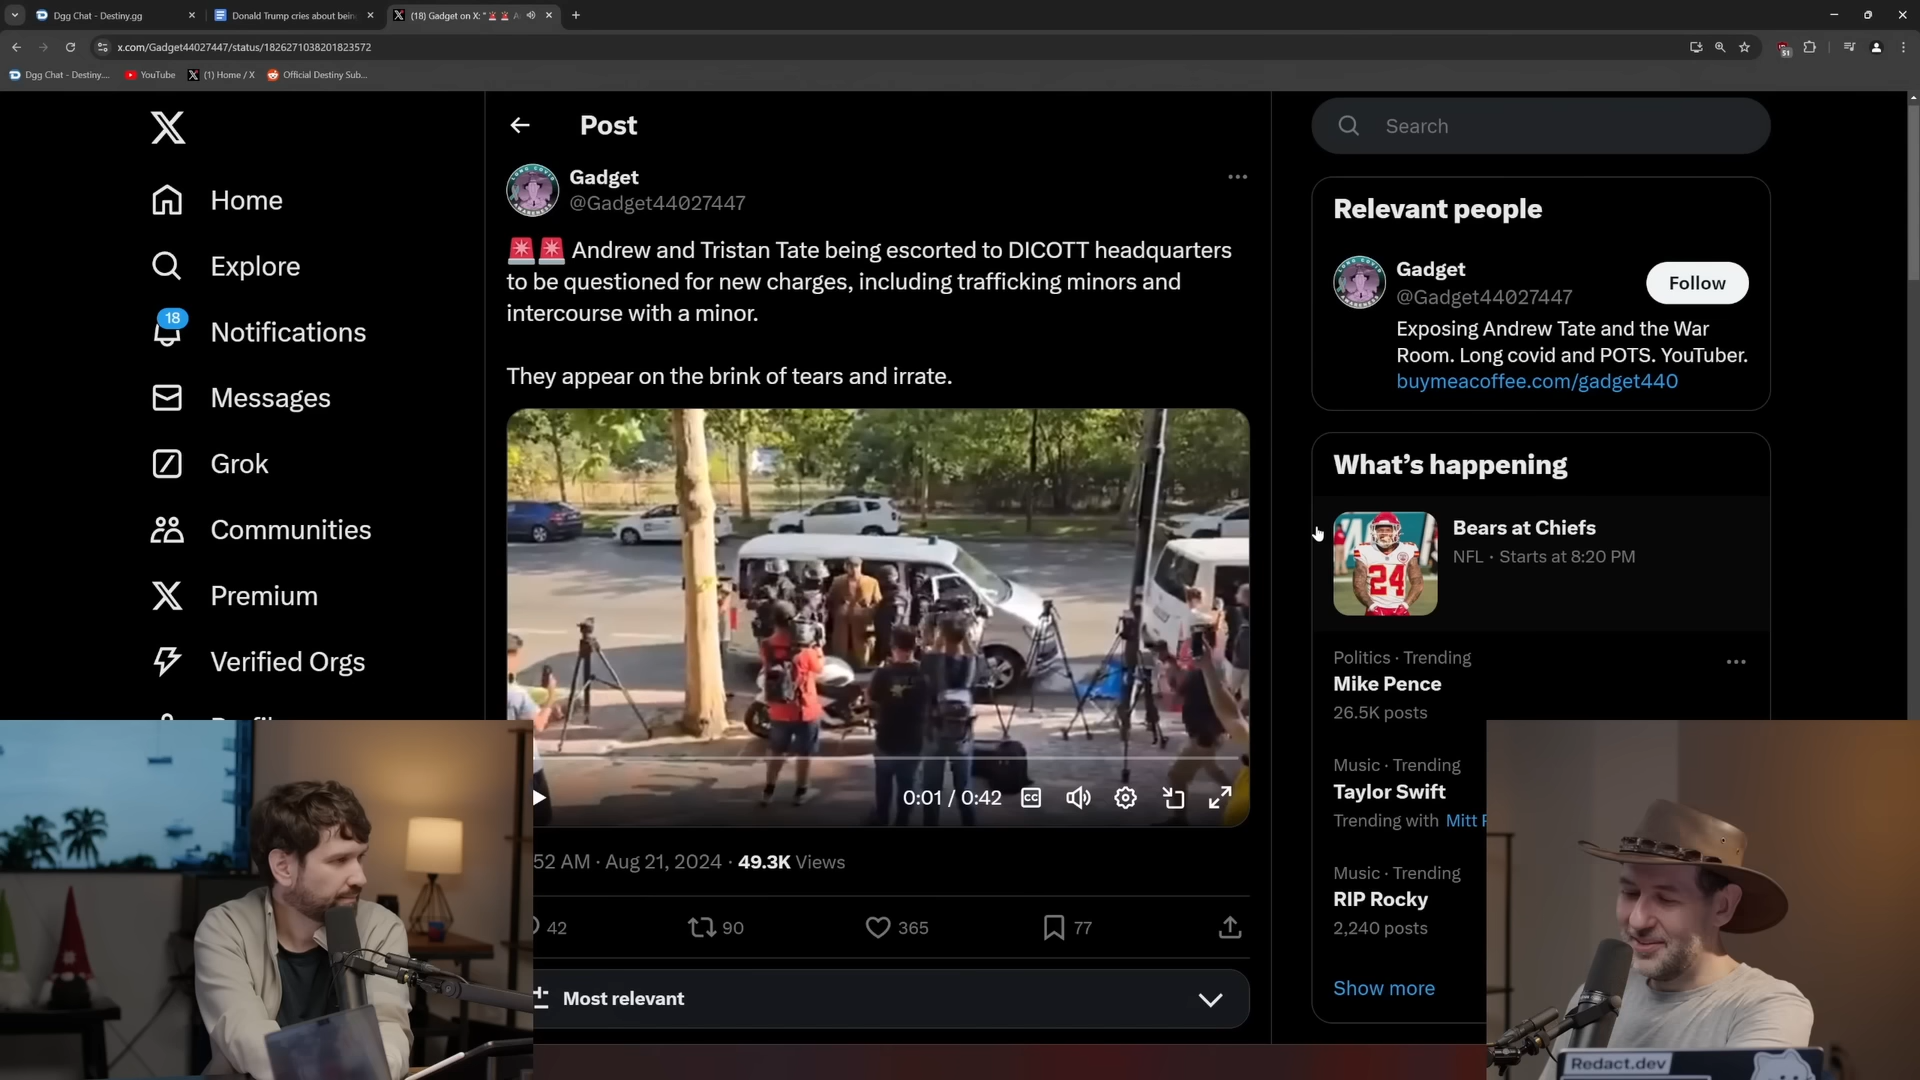 Dgg Chat - Destiny.gg
Donald Trump cries about bein
(18) Gadget on X: "🚨🚨 A
x.com/Gadget44027447/status/1826271038201823572
51
Dgg Chat - Destiny....
YouTube
(1) Home / X
Official Destiny Sub...
Home
Explore
18
Notifications
Messages
Grok
Communities
Premium
Verified Orgs
Post
Gadget
@Gadget44027447
🚨🚨 Andrew and Tristan Tate being escorted to DICOTT headquarters
to be questioned for new charges, including trafficking minors and
intercourse with a minor.
They appear on the brink of tears and irrate.
0:01 / 0:42
CC
52 AM · Aug 21, 2024 · 49.3K Views
42
90
365
77
Most relevant
Search
Relevant people
Gadget
@Gadget44027447
Follow
Exposing Andrew Tate and the War
Room. Long covid and POTS. YouTuber.
buymeacoffee.com/gadget440
What's happening
Bears at Chiefs
NFL · Starts at 8:20 PM
24
Politics · Trending
Mike Pence
26.5K posts
Music · Trending
Taylor Swift
Trending with Mitt
Music · Trending
RIP Rocky
2,240 posts
Show more
Redact.dev